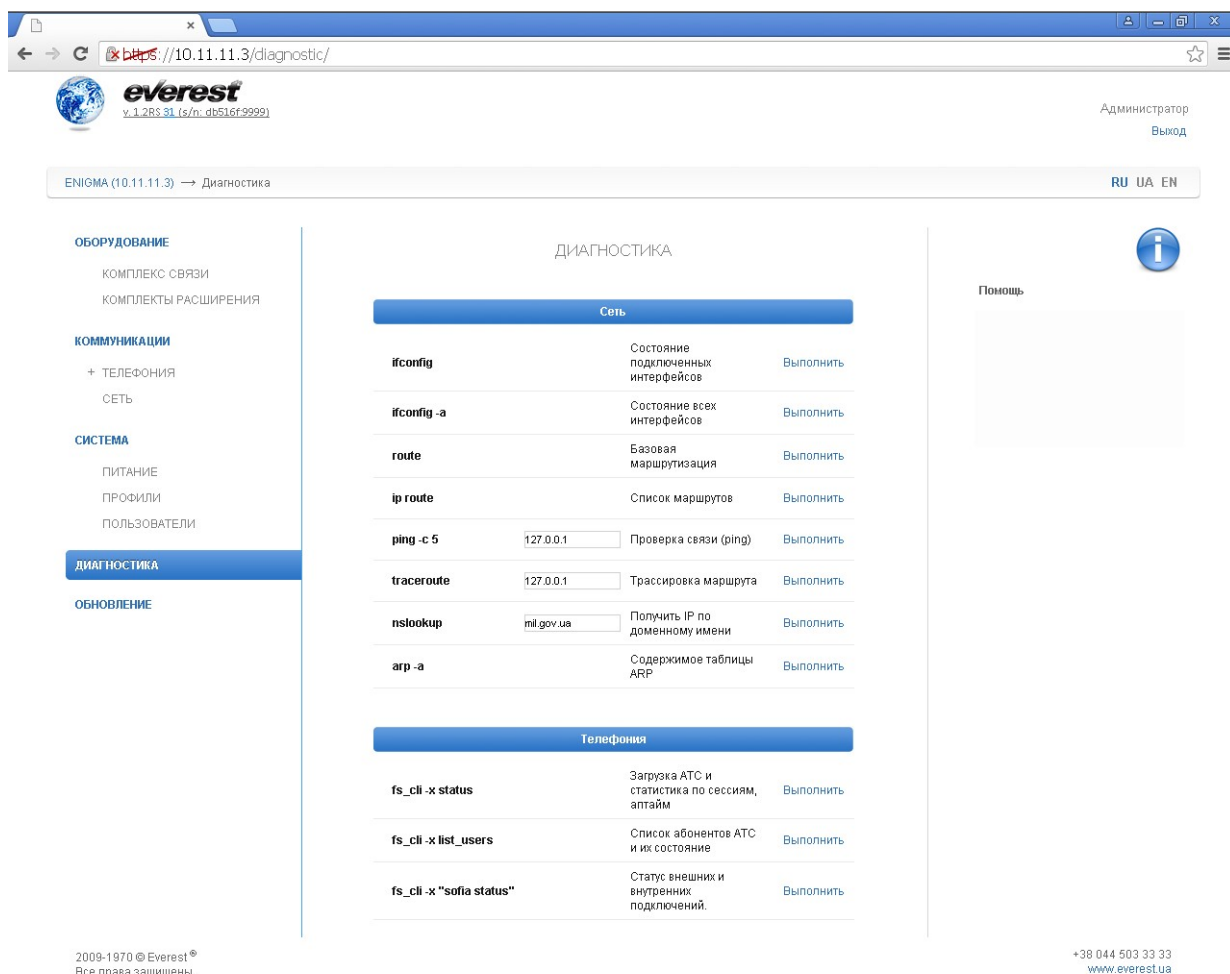 https://10.11.11.3/diagnostic/
everest
v. 1.2RS 31 (s/n: db516f:9999)
Администратор
Выход
ENIGMA (10.11.11.3) → Диагностика
RU UA EN
ОБОРУДОВАНИЕ
КОМПЛЕКС СВЯЗИ
КОМПЛЕКТЫ РАСШИРЕНИЯ
КОММУНИКАЦИИ
+ ТЕЛЕФОНИЯ
СЕТЬ
СИСТЕМА
ПИТАНИЕ
ПРОФИЛИ
ПОЛЬЗОВАТЕЛИ
ДИАГНОСТИКА
ОБНОВЛЕНИЕ
ДИАГНОСТИКА
Сеть
ifconfig
Состояние
подключенных
интерфейсов
Выполнить
ifconfig -a
Состояние всех
интерфейсов
Выполнить
route
Базовая
маршрутизация
Выполнить
ip route
Список маршрутов
Выполнить
ping -c 5
127.0.0.1
Проверка связи (ping)
Выполнить
traceroute
127.0.0.1
Трассировка маршрута
Выполнить
nslookup
mil.gov.ua
Получить IP по
доменному имени
Выполнить
arp -a
Содержимое таблицы
ARP
Выполнить
Телефония
fs_cli -x status
Загрузка АТС и
статистика по сессиям,
аптайм
Выполнить
fs_cli -x list_users
Список абонентов АТС
и их состояние
Выполнить
fs_cli -x "sofia status"
Статус внешних и
внутренних
подключений.
Выполнить
Помощь
2009-1970 © Everest ®
Все права защищены
+38 044 503 33 33
www.everest.ua